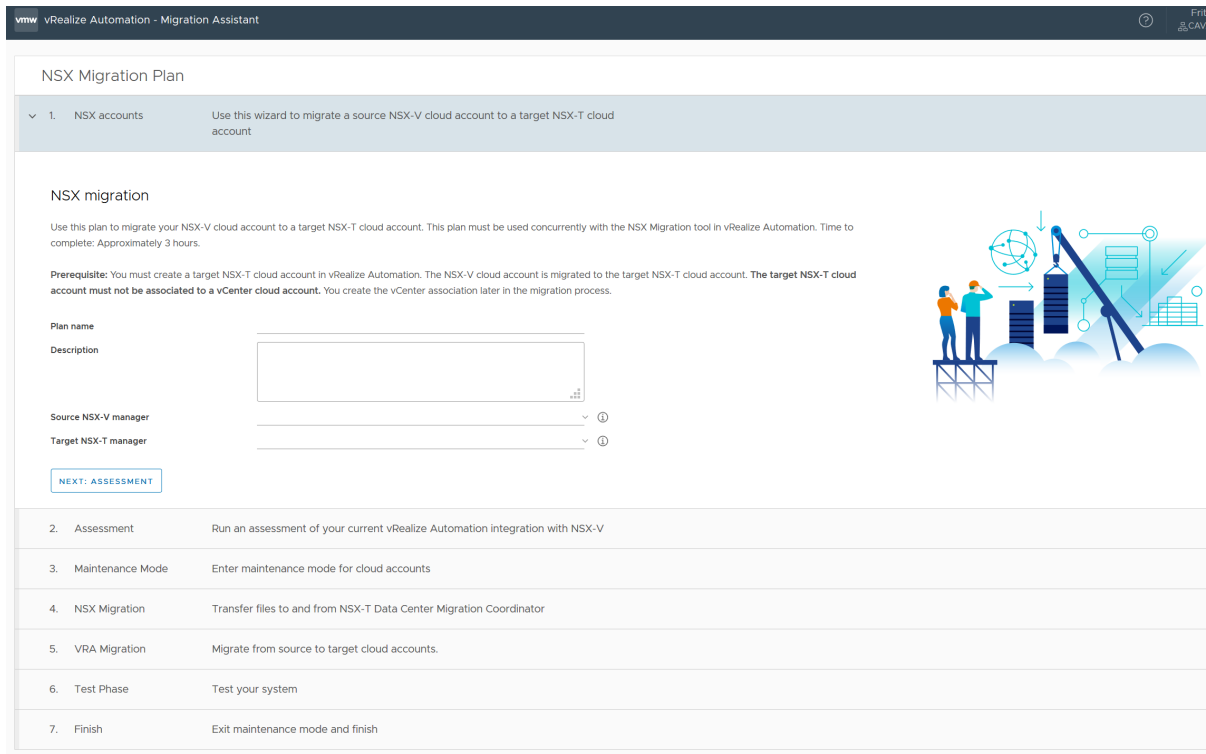 vmw vRealize Automation - Migration Assistant
Frit
CAV
NSX Migration Plan
1. NSX accounts Use this wizard to migrate a source NSX-V cloud account to a target NSX-T cloud
account
NSX migration
Use this plan to migrate your NSX-V cloud account to a target NSX-T cloud account. This plan must be used concurrently with the NSX Migration tool in vRealize Automation. Time to
complete: Approximately 3 hours.
Prerequisite: You must create a target NSX-T cloud account in vRealize Automation. The NSX-V cloud account is migrated to the target NSX-T cloud account. The target NSX-T cloud
account must not be associated to a vCenter cloud account. You create the vCenter association later in the migration process.
Plan name
Description
Source NSX-V manager
Target NSX-T manager
NEXT: ASSESSMENT
2. Assessment Run an assessment of your current vRealize Automation integration with NSX-V
3. Maintenance Mode Enter maintenance mode for cloud accounts
4. NSX Migration Transfer files to and from NSX-T Data Center Migration Coordinator
5. VRA Migration Migrate from source to target cloud accounts.
6. Test Phase Test your system
7. Finish Exit maintenance mode and finish